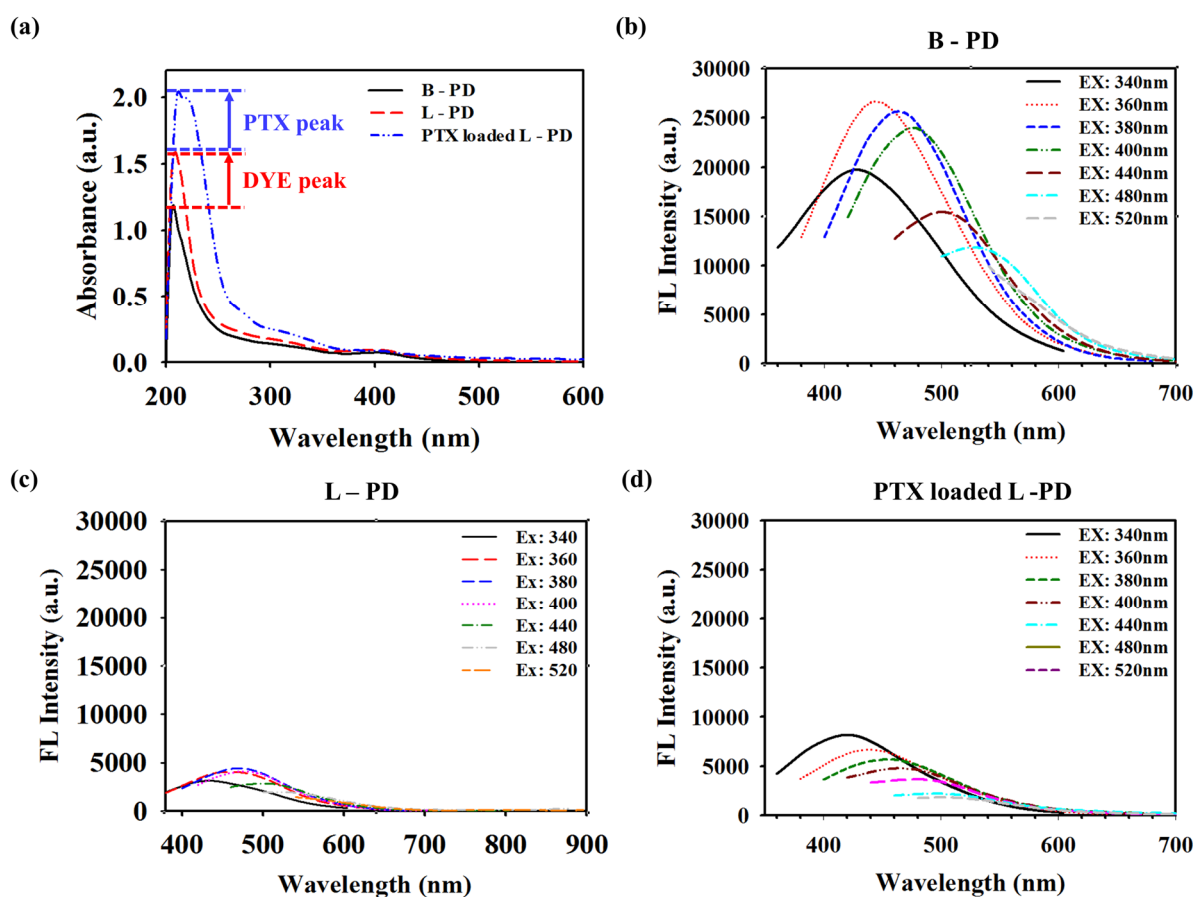 (a)
2.0
1.5
1.0
0.5
0.0
Absorbance (a.u.)
PTX peak
DYE peak
B - PD
L - PD
PTX loaded L - PD
200 300 400 500 600
Wavelength (nm)
(b)
B - PD
30000
25000
20000
15000
10000
5000
0
FL Intensity (a.u.)
EX: 340nm
EX: 360nm
EX: 380nm
EX: 400nm
EX: 440nm
EX: 480nm
EX: 520nm
400 500 600 700
Wavelength (nm)
(c)
L – PD
30000
25000
20000
15000
10000
5000
0
FL Intensity (a.u.)
Ex: 340
Ex: 360
Ex: 380
Ex: 400
Ex: 440
Ex: 480
Ex: 520
400 500 600 700 800 900
Wavelength (nm)
(d)
PTX loaded L -PD
30000
25000
20000
15000
10000
5000
0
FL Intensity (a.u.)
EX: 340nm
EX: 360nm
EX: 380nm
EX: 400nm
EX: 440nm
EX: 480nm
EX: 520nm
400 500 600 700
Wavelength (nm)